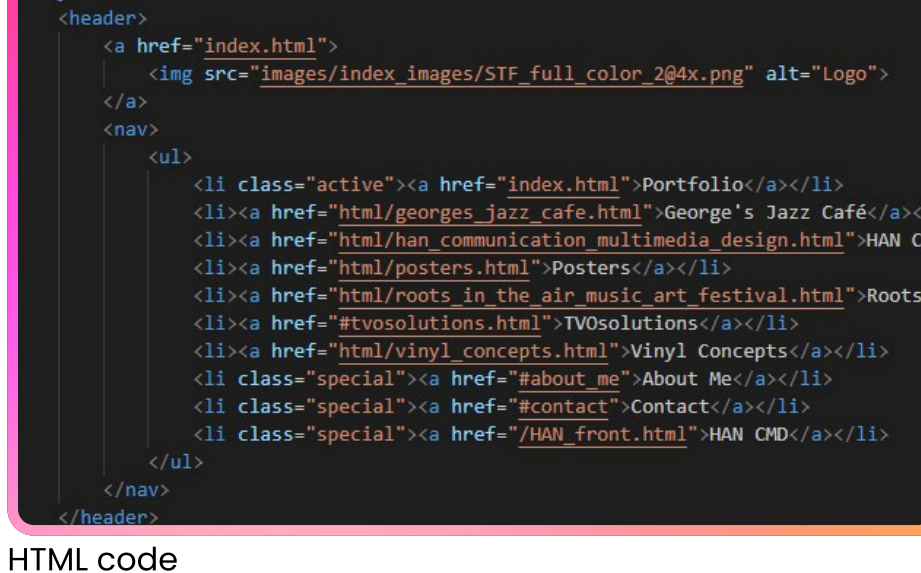 <header>
<a href="index.html">
<img src="images/index_images/STF_full_color_2@4x.png" alt="Logo">
</a>
<nav>
<ul>
<li class="active"><a href="index.html">Portfolio</a></li>
<li><a href="html/georges_jazz_cafe.html">George's Jazz Café</a><
<li><a href="html/han_communication_multimedia_design.html">HAN C
<li><a href="html/posters.html">Posters</a></li>
<li><a href="html/roots_in_the_air_music_art_festival.html">Roots
<li><a href="#tvosolutions.html">TVOsolutions</a></li>
<li><a href="html/vinyl_concepts.html">Vinyl Concepts</a></li>
<li class="special"><a href="#about_me">About Me</a></li>
<li class="special"><a href="#contact">Contact</a></li>
<li class="special"><a href="/HAN_front.html">HAN CMD</a></li>
</ul>
</nav>
</header>
HTML code